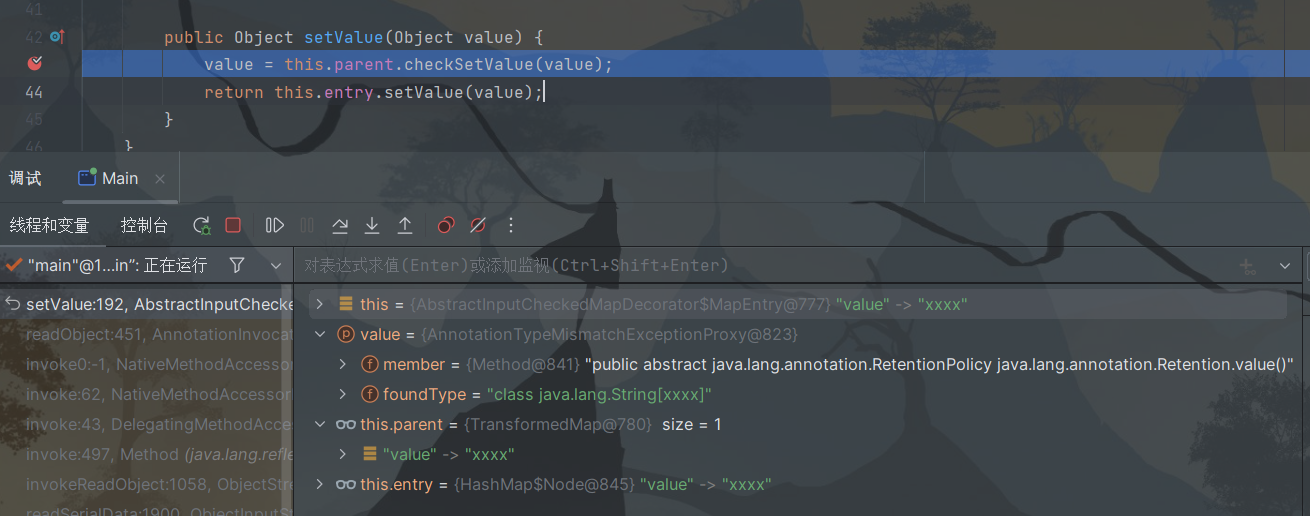 41
42 public Object setValue(Object value) {
value = this.parent.checkSetValue(value);
44 return this.entry.setValue(value);
45 }
46 }
调试 Main ×
线程和变量 控制台
"main"@1...in": 正在运行
对表达式求值(Enter)或添加监视(Ctrl+Shift+Enter)
setValue:192, AbstractInputChecke
readObject:451, AnnotationInvocat
invoke0:-1, NativeMethodAccessor
invoke:62, NativeMethodAccessor
invoke:43, DelegatingMethodAcce
invoke:497, Method (java.lang.refle
invokeReadObject:1058, ObjectStre
readSerialData:1900, ObjectInputSt
this = {AbstractInputCheckedMapDecorator$MapEntry@777} "value" -> "xxxx"
value = {AnnotationTypeMismatchExceptionProxy@823}
member = {Method@841} "public abstract java.lang.annotation.RetentionPolicy java.lang.annotation.Retention.value()"
foundType = "class java.lang.String[xxxx]"
this.parent = {TransformedMap@780} size = 1
"value" -> "xxxx"
this.entry = {HashMap$Node@845} "value" -> "xxxx"